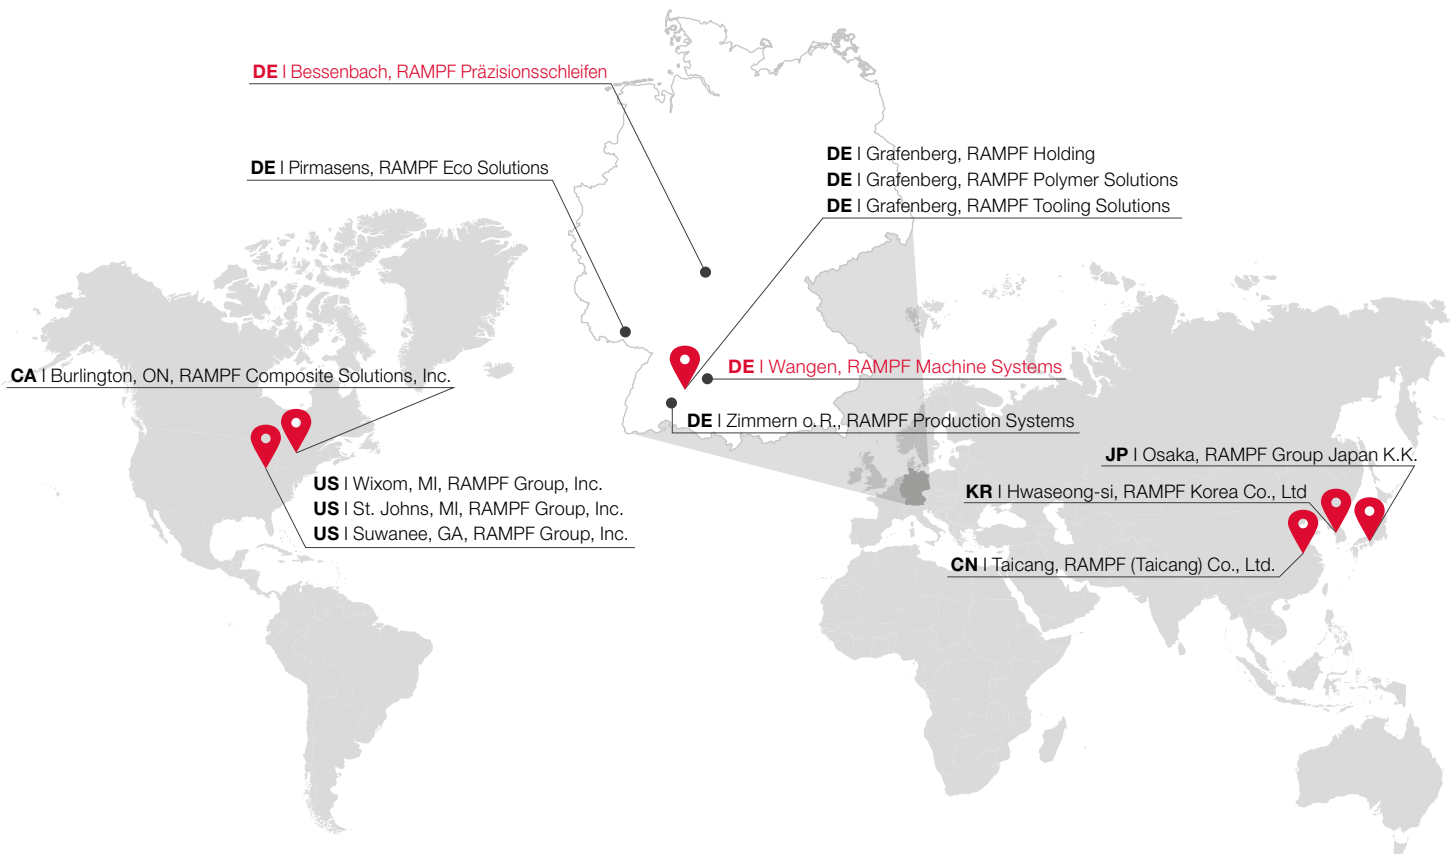 DE | Bessenbach, RAMPF Präzisionsschleifen
DE | Pirmasens, RAMPF Eco Solutions
DE | Grafenberg, RAMPF Holding
DE | Grafenberg, RAMPF Polymer Solutions
DE | Grafenberg, RAMPF Tooling Solutions
CA | Burlington, ON, RAMPF Composite Solutions, Inc.
DE | Wangen, RAMPF Machine Systems
DE | Zimmern o. R., RAMPF Production Systems
US | Wixom, MI, RAMPF Group, Inc.
US | St. Johns, MI, RAMPF Group, Inc.
US | Suwanee, GA, RAMPF Group, Inc.
JP | Osaka, RAMPF Group Japan K.K.
KR | Hwaseong-si, RAMPF Korea Co., Ltd
CN | Taicang, RAMPF (Taicang) Co., Ltd.